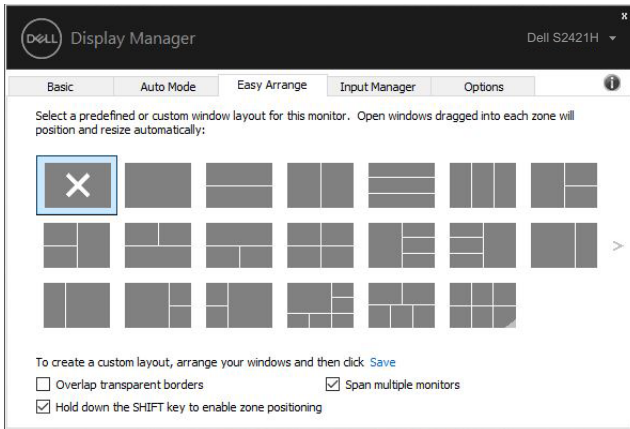 x
DELL Display Manager Dell S2421H
Basic Auto Mode Easy Arrange Input Manager Options i
Select a predefined or custom window layout for this monitor. Open windows dragged into each zone will
position and resize automatically:
>
To create a custom layout, arrange your windows and then click Save
Overlap transparent borders Span multiple monitors
Hold down the SHIFT key to enable zone positioning